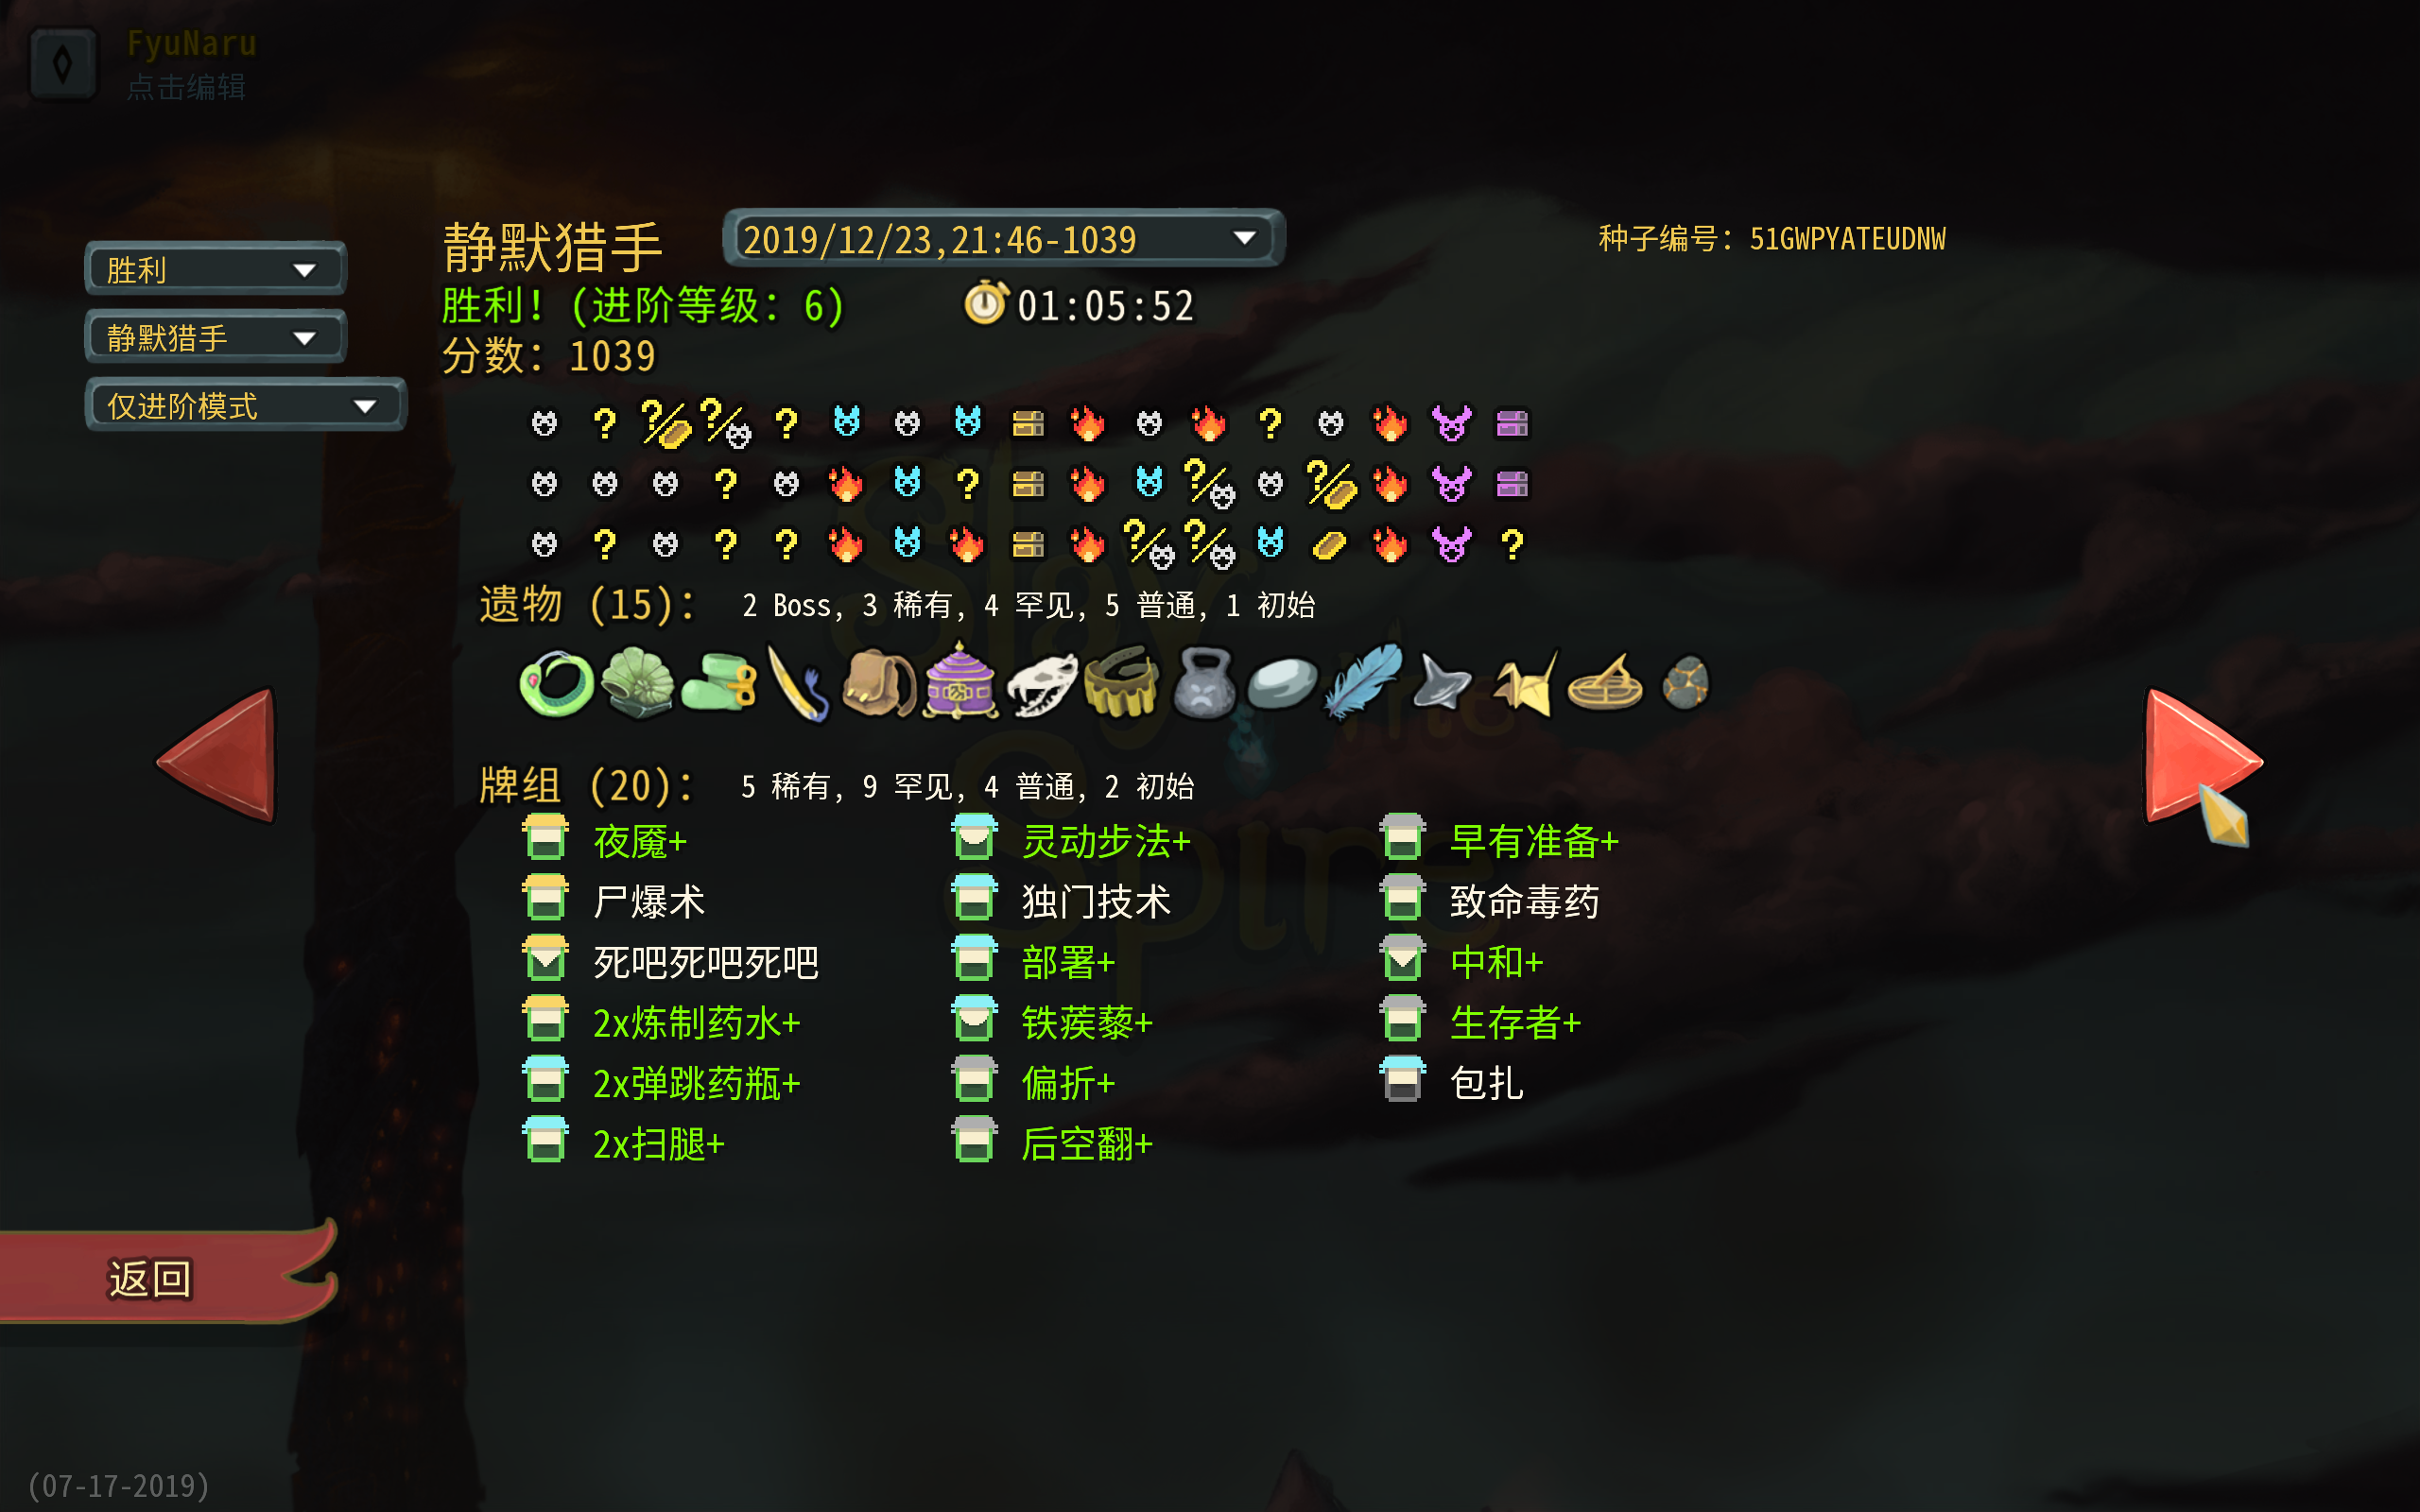 FyuNaru
点击编辑
胜利
静默猎手
仅进阶模式
静默猎手
2019/12/23,21:46-1039
种子编号：51GWPYATEUDNW
胜利！(进阶等级：6)
01:05:52
分数：1039
遗物 (15)：
2 Boss, 3 稀有, 4 罕见, 5 普通, 1 初始
牌组 (20)：
5 稀有, 9 罕见, 4 普通, 2 初始
夜魇+
尸爆术
死吧死吧死吧
2x炼制药水+
2x弹跳药瓶+
2x扫腿+
灵动步法+
独门技术
部署+
铁蒺藜+
偏折+
后空翻+
早有准备+
致命毒药
中和+
生存者+
包扎
Slay the Spire
返回
(07-17-2019)